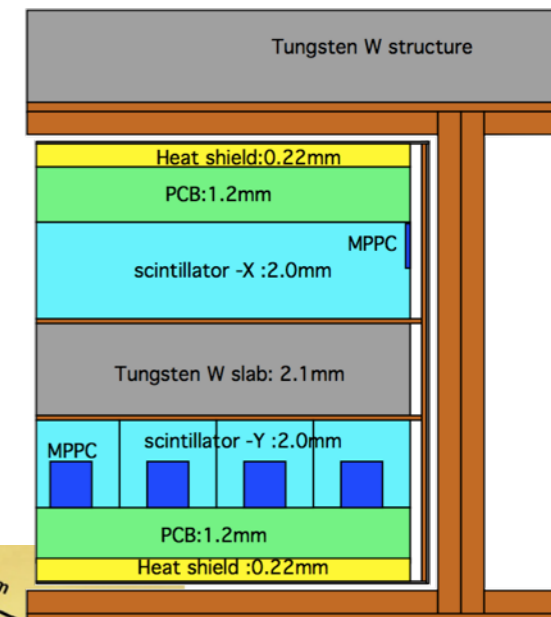 Tungsten W structure
Heat shield:0.22mm
PCB:1.2mm
MPPC
scintillator -X :2.0mm
Tungsten W slab: 2.1mm
scintillator -Y :2.0mm
MPPC
PCB:1.2mm
Heat shield :0.22mm